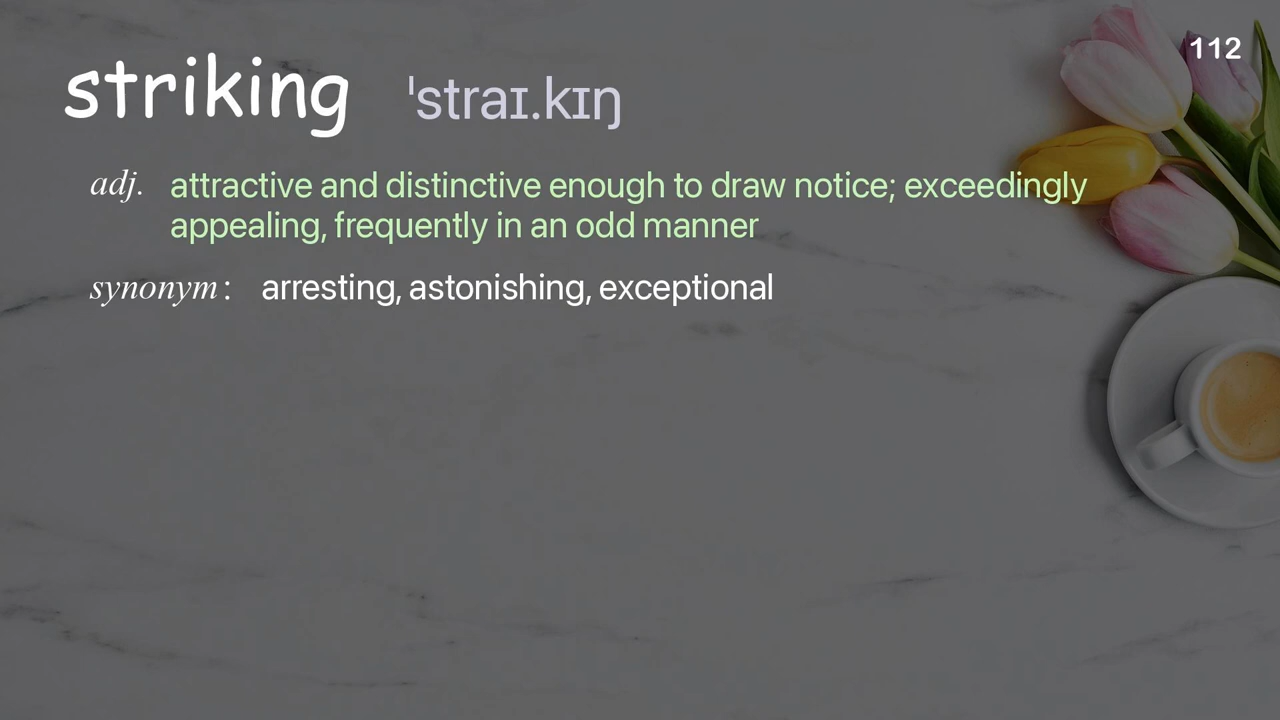 112
striking ˈstraɪ.kɪŋ
adj. attractive and distinctive enough to draw notice; exceedingly
appealing, frequently in an odd manner
synonym : arresting, astonishing, exceptional